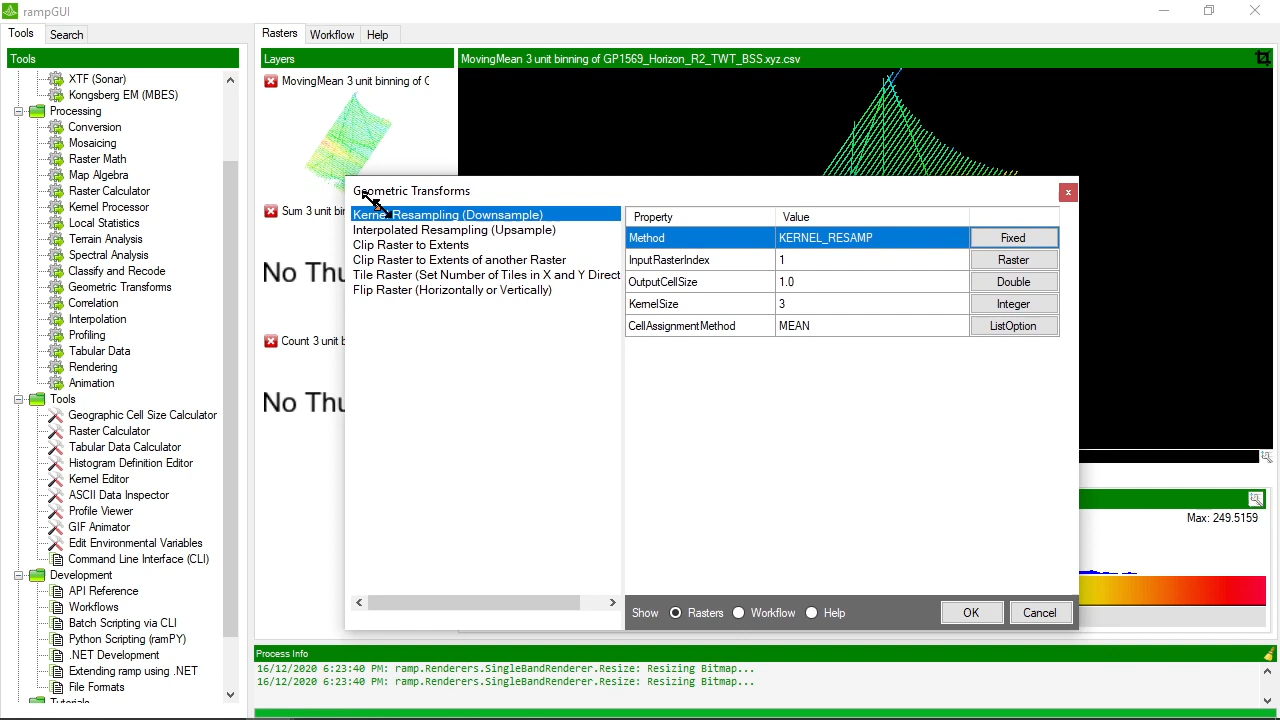 rampGUI
Tools
Search
Tools
XTF (Sonar)
Kongsberg EM (MBES)
Processing
Conversion
Mosaicing
Raster Math
Map Algebra
Raster Calculator
Kernel Processor
Local Statistics
Terrain Analysis
Spectral Analysis
Classify and Recode
Geometric Transforms
Correlation
Interpolation
Profiling
Tabular Data
Rendering
Animation
Tools
Geographic Cell Size Calculator
Raster Calculator
Tabular Data Calculator
Histogram Definition Editor
Kernel Editor
ASCII Data Inspector
Profile Viewer
GIF Animator
Edit Environmental Variables
Command Line Interface (CLI)
Development
API Reference
Workflows
Batch Scripting via CLI
Python Scripting (ramPY)
.NET Development
Extending ramp using .NET
File Formats
Tutorials
Rasters
Workflow
Help
Layers
MovingMean 3 unit binning of
Sum 3 unit bin
No Thu
Count 3 unit b
No Thu
MovingMean 3 unit binning of GP1569_Horizon_R2_TWT_BSS.xyz.csv
Geometric Transforms
x
Kernel Resampling (Downsample)
Interpolated Resampling (Upsample)
Clip Raster to Extents
Clip Raster to Extents of another Raster
Tile Raster (Set Number of Tiles in X and Y Direct
Flip Raster (Horizontally or Vertically)
Property Value
Method KERNEL_RESAMP Fixed
InputRasterIndex 1 Raster
OutputCellSize 1.0 Double
KernelSize 3 Integer
CellAssignmentMethod MEAN ListOption
Show Rasters Workflow Help OK Cancel
Max: 249.5159
Process Info
16/12/2020 6:23:40 PM: ramp.Renderers.SingleBandRenderer.Resize: Resizing Bitmap...
16/12/2020 6:23:40 PM: ramp.Renderers.SingleBandRenderer.Resize: Resizing Bitmap...